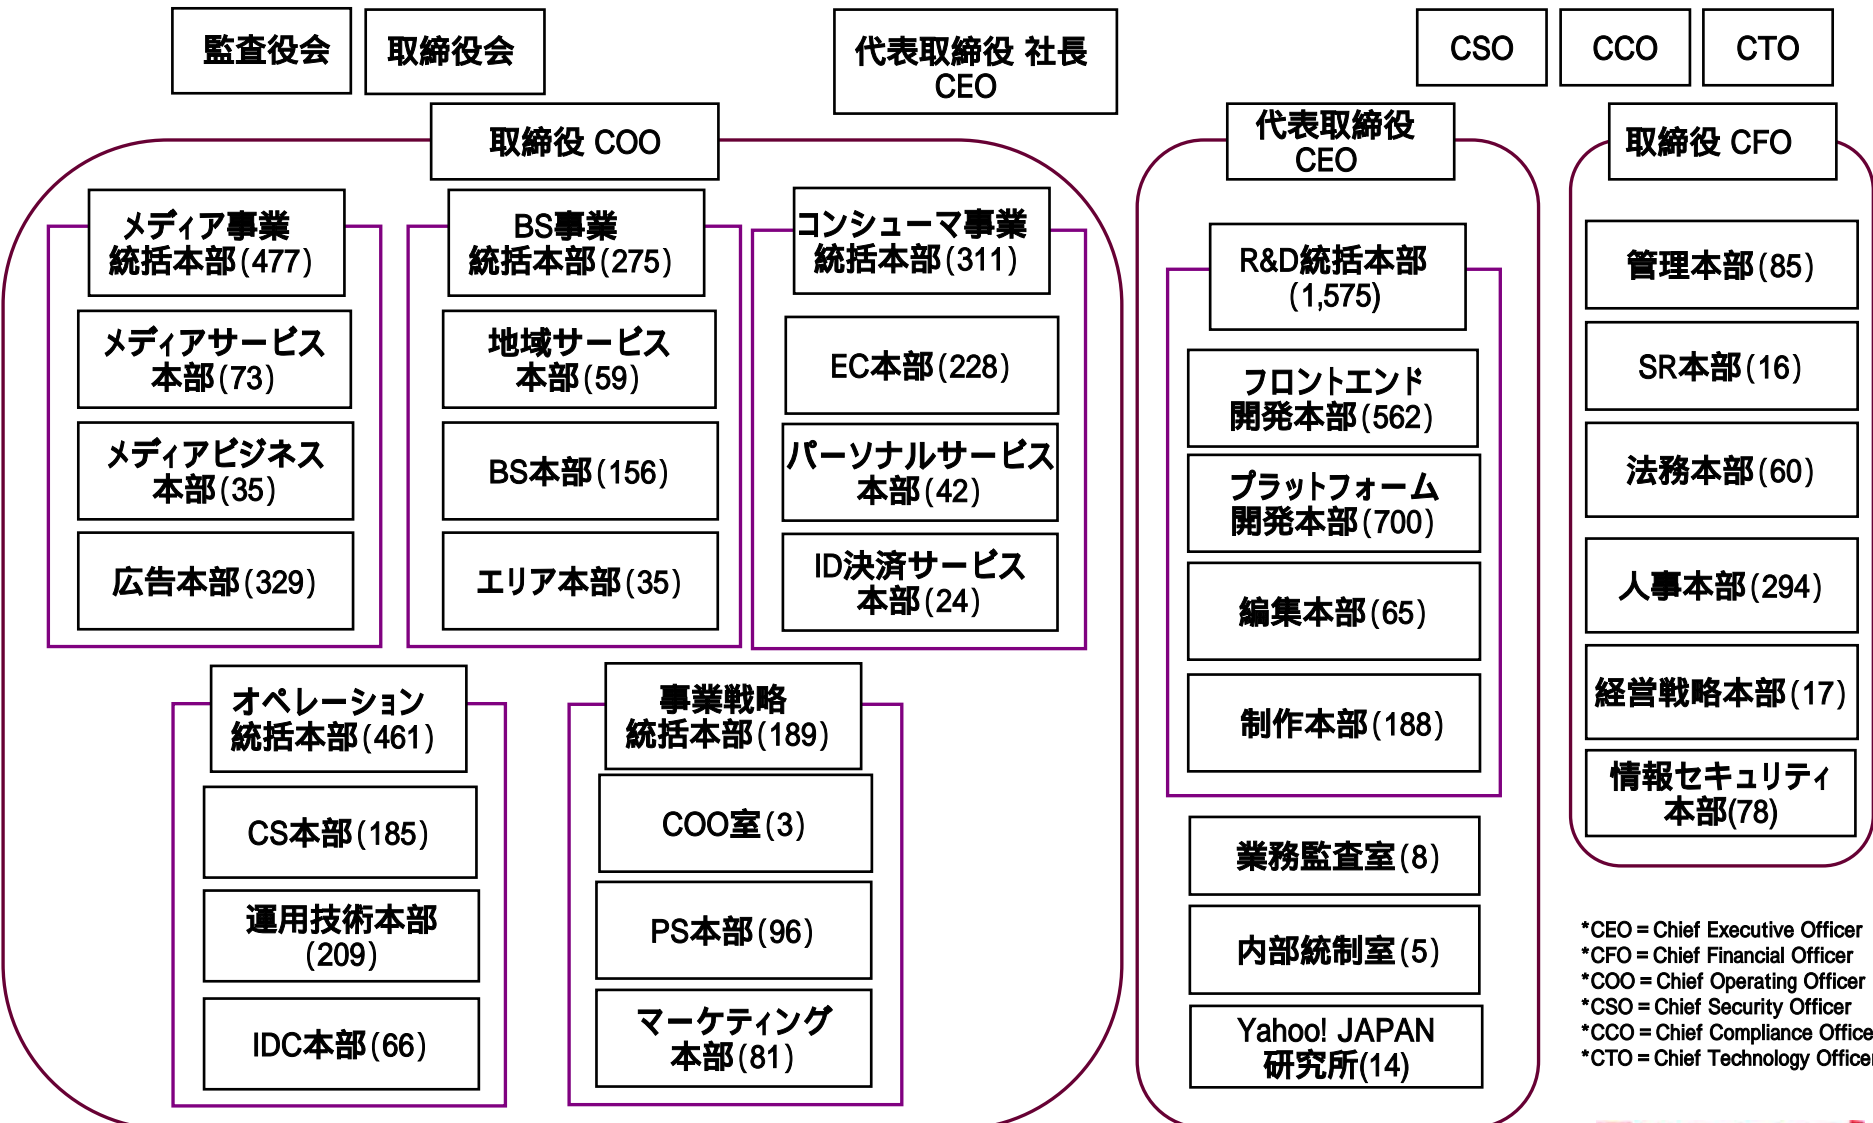 監査役会
取締役会
代表取締役 社長
CEO
CSO
CCO
CTO
取締役 COO
メディア事業
統括本部(477)
メディアサービス
本部(73)
メディアビジネス
本部(35)
広告本部(329)
BS事業
統括本部(275)
地域サービス
本部(59)
BS本部(156)
エリア本部(35)
コンシューマ事業
統括本部(311)
EC本部(228)
パーソナルサービス
本部(42)
ID決済サービス
本部(24)
オペレーション
統括本部(461)
CS本部(185)
運用技術本部
(209)
IDC本部(66)
事業戦略
統括本部(189)
COO室(3)
PS本部(96)
マーケティング
本部(81)
代表取締役
CEO
R&D統括本部
(1,575)
フロントエンド
開発本部(562)
プラットフォーム
開発本部(700)
編集本部(65)
制作本部(188)
業務監査室(8)
内部統制室(5)
Yahoo! JAPAN
研究所(14)
取締役 CFO
管理本部(85)
SR本部(16)
法務本部(60)
人事本部(294)
経営戦略本部(17)
情報セキュリティ
本部(78)
*CEO = Chief Executive Officer
*CFO = Chief Financial Officer
*COO = Chief Operating Officer
*CSO = Chief Security Officer
*CCO = Chief Compliance Office
*CTO = Chief Technology Officer